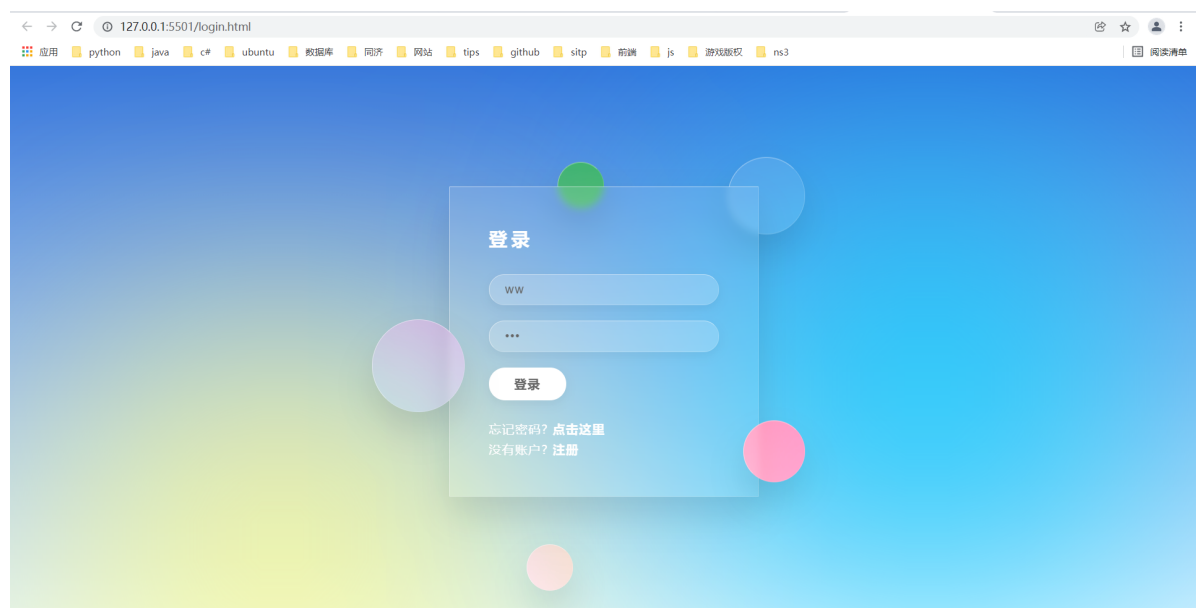 127.0.0.1:5501/login.html
应用 python java c# ubuntu 数据库 同济 网站 tips github sitp 前端 js 游戏版权 ns3 阅读清单
登录
ww
•••
登录
忘记密码? 点击这里
没有账户? 注册